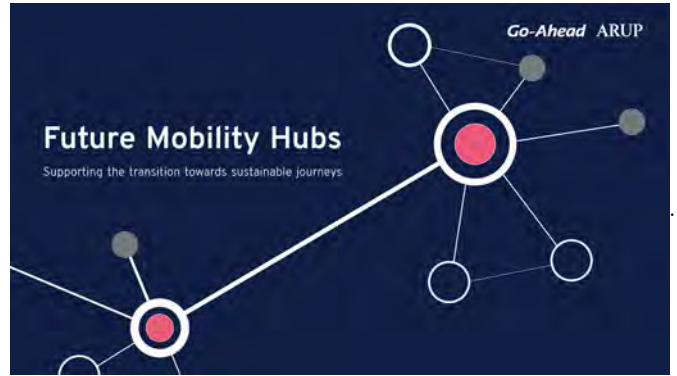 Go-Ahead ARUP
Future Mobility Hubs
Supporting the transition towards sustainable journeys
.